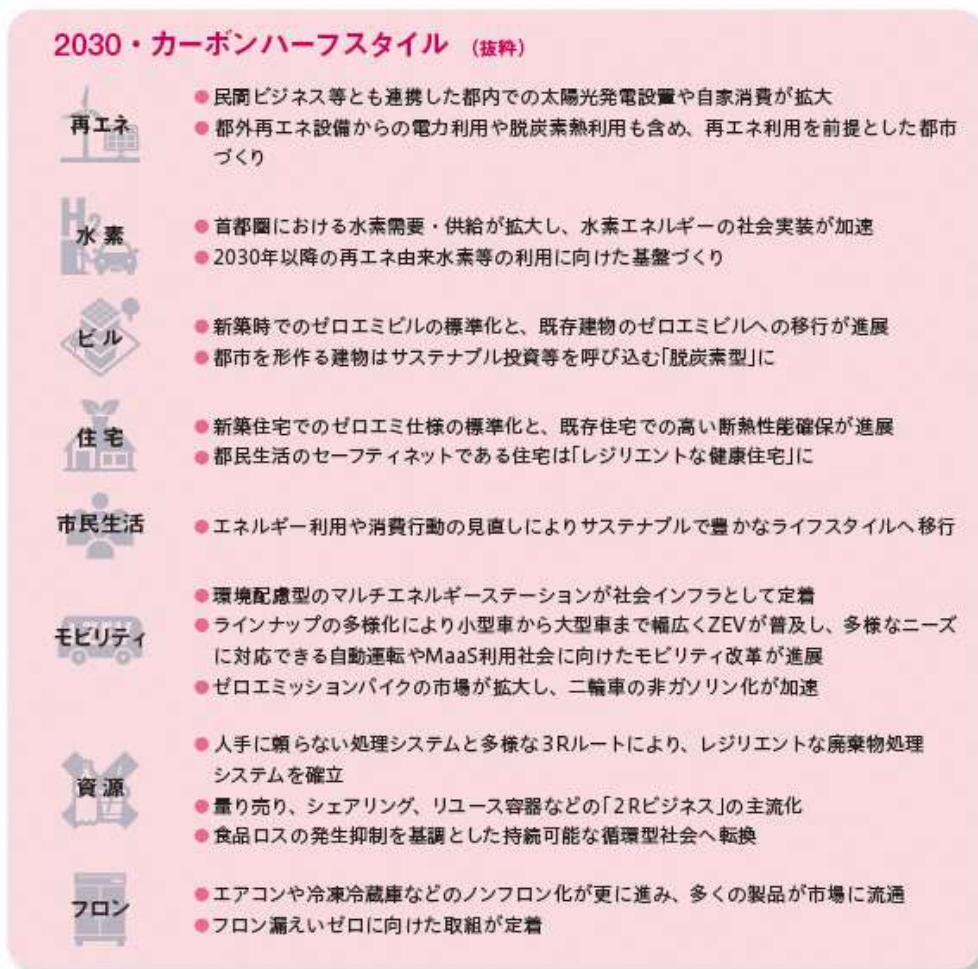 2030・カーボンハーフスタイル (抜粋)
再エネ
●民間ビジネス等とも連携した都内での太陽光発電設置や自家消費が拡大
●都外再エネ設備からの電力利用や脱炭素熱利用も含め、再エネ利用を前提とした都市
づくり
H2
水素
●首都圏における水素需要・供給が拡大し、水素エネルギーの社会実装が加速
●2030年以降の再エネ由来水素等の利用に向けた基盤づくり
ビル
●新築時でのゼロエミビルの標準化と、既存建物のゼロエミビルへの移行が進展
●都市を形作る建物はサステナブル投資等を呼び込む「脱炭素型」に
住宅
●新築住宅でのゼロエミ仕様の標準化と、既存住宅での高い断熱性能確保が進展
●都民生活のセーフティネットである住宅は「レジリエントな健康住宅」に
市民生活
●エネルギー利用や消費行動の見直しによりサステナブルで豊かなライフスタイルへ移行
モビリティ
●環境配慮型のマルチエネルギーステーションが社会インフラとして定着
●ラインナップの多様化により小型車から大型車まで幅広くZEVが普及し、多様なニーズ
に対応できる自動運転やMaaS利用社会に向けたモビリティ改革が進展
●ゼロエミッションバイクの市場が拡大し、二輪車の非ガソリン化が加速
資源
●人手に頼らない処理システムと多様な3Rルートにより、レジリエントな廃棄物処理
システムを確立
●量り売り、シェアリング、リユース容器などの「2Rビジネス」の主流化
●食品ロスの発生抑制を基調とした持続可能な循環型社会へ転換
フロン
●エアコンや冷凍冷蔵庫などのノンフロン化が更に進み、多くの製品が市場に流通
●フロン漏えいゼロに向けた取組が定着